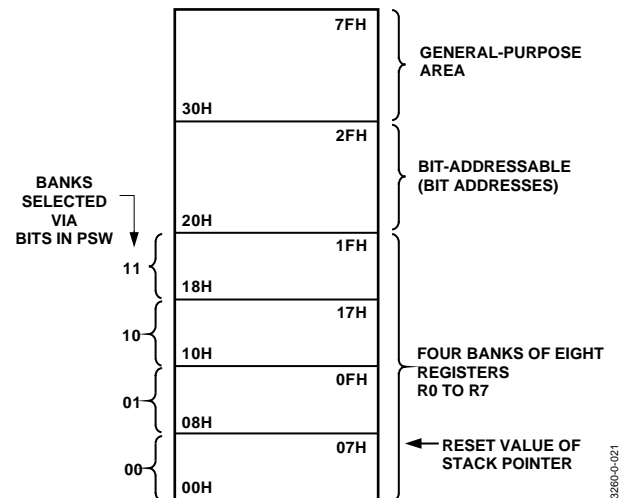 7FH
GENERAL-PURPOSE
AREA
30H
2FH
BIT-ADDRESSABLE
(BIT ADDRESSES)
BANKS
SELECTED
VIA
BITS IN PSW
20H
1FH
11
18H
17H
10
10H
FOUR BANKS OF EIGHT
REGISTERS
R0 TO R7
0FH
01
08H
07H
RESET VALUE OF
STACK POINTER
00
00H
3260-0-021